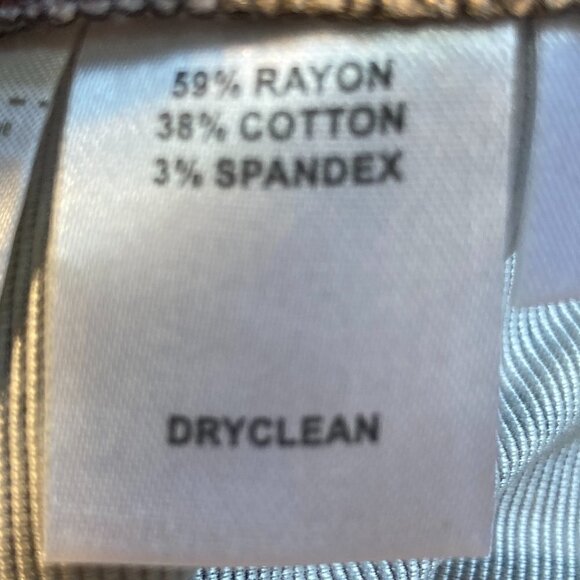 59% RAYON
38% COTTON
3% SPANDEX
DRYCLEAN